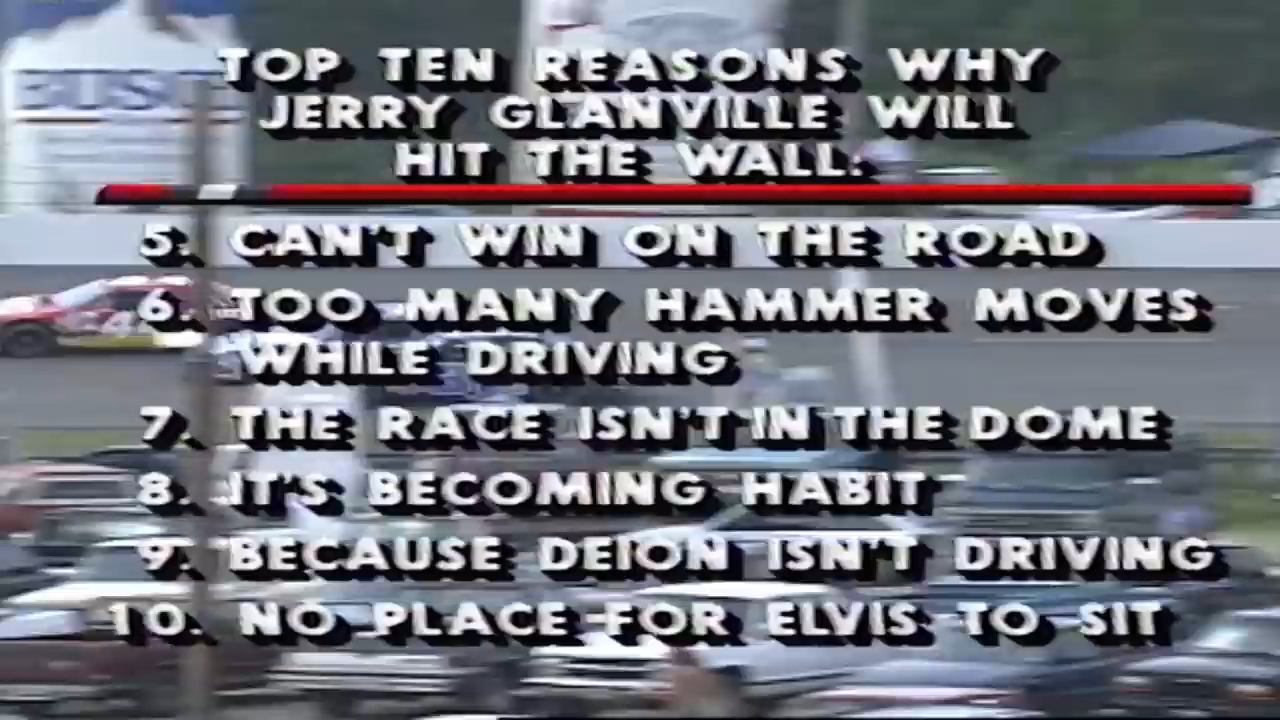 BUSCH
TOP TEN REASONS WHY
JERRY GLANVILLE WILL
HIT THE WALL:
5. CAN'T WIN ON THE ROAD
6. TOO MANY HAMMER MOVES
WHILE DRIVING
7. THE RACE ISN'T IN THE DOME
8. IT'S BECOMING HABIT
9. BECAUSE DEION ISN'T DRIVING
10. NO PLACE FOR ELVIS TO SIT